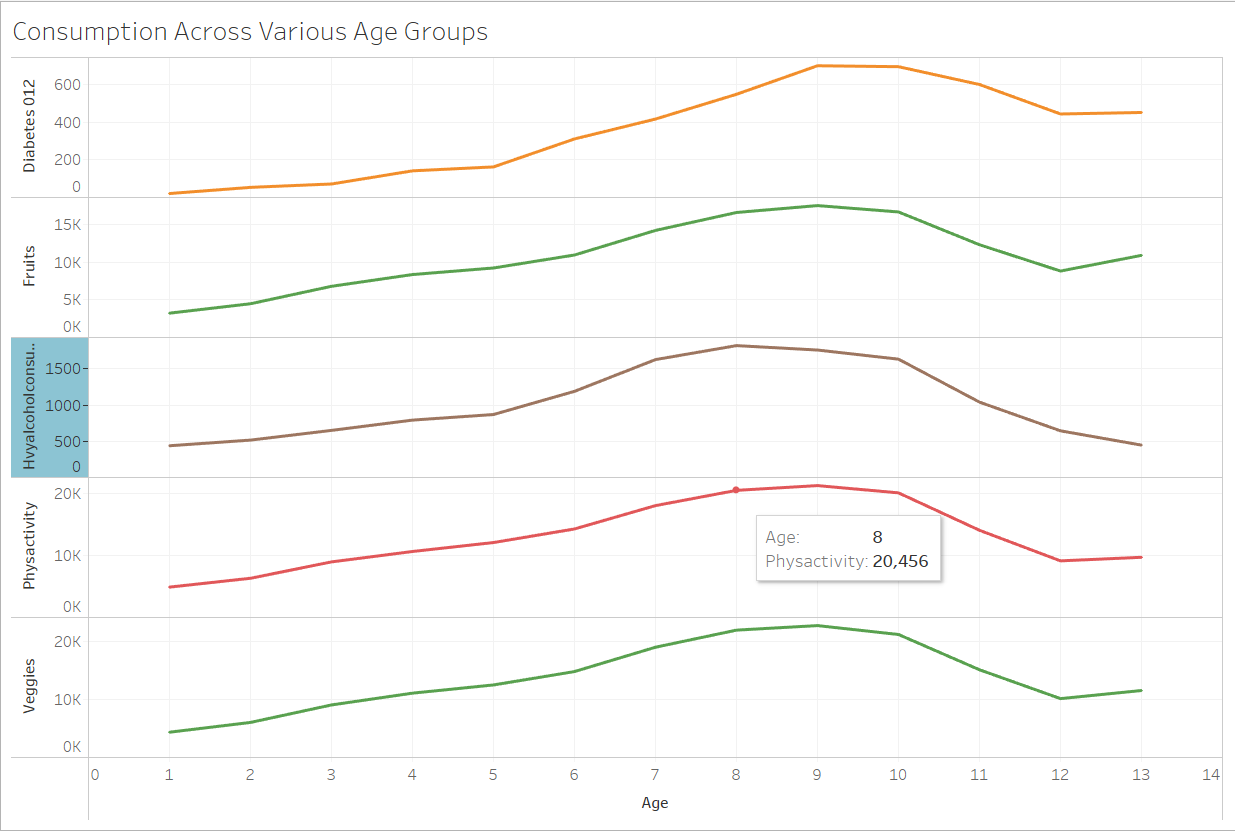 Consumption Across Various Age Groups
Diabetes 012
600
400
200
0
Fruits
15K
10K
5K
0K
Hvyalcoholconsu..
1500
1000
500
0
Physactivity
20K
10K
0K
Age: 8
Physactivity: 20,456
Veggies
20K
10K
0K
0 1 2 3 4 5 6 7 8 9 10 11 12 13 14
Age